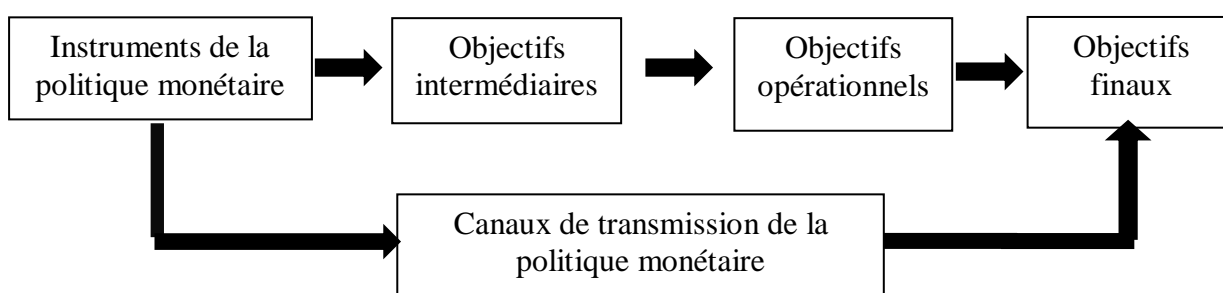 Instruments de la
politique monétaire
Objectifs
intermédiaires
Objectifs
opérationnels
Objectifs
finaux
Canaux de transmission de la
politique monétaire